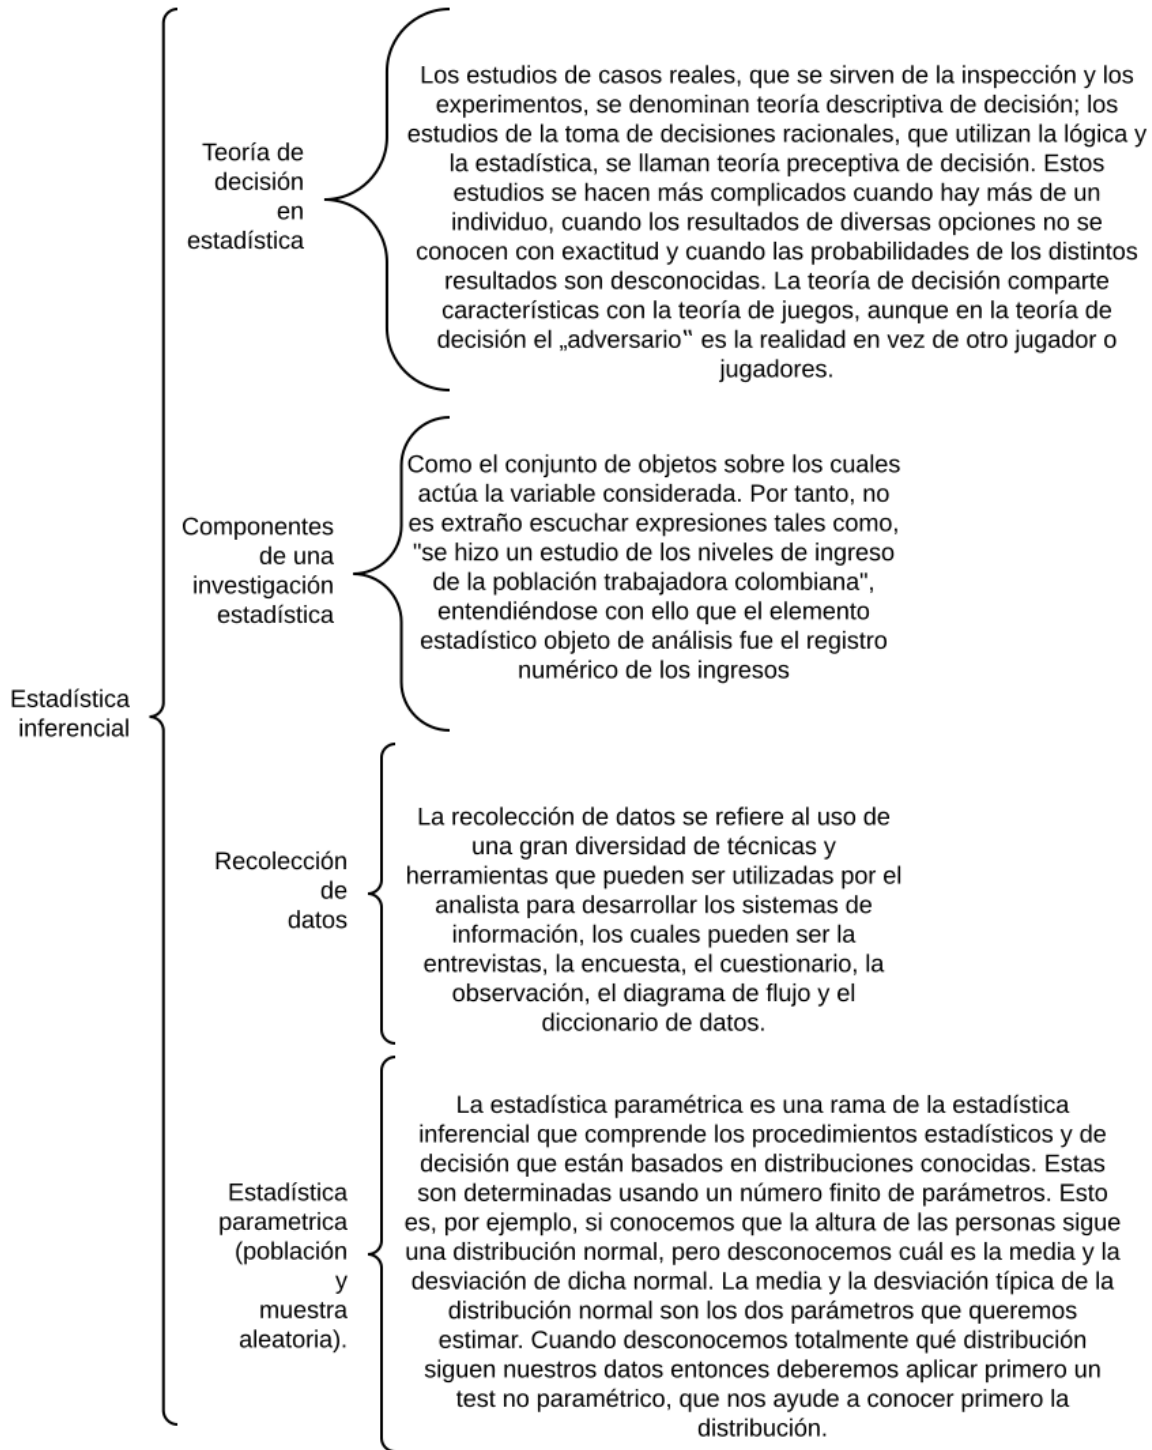 Estadística
inferencial
Teoría de
decisión
en
estadística
Los estudios de casos reales, que se sirven de la inspección y los
experimentos, se denominan teoría descriptiva de decisión; los
estudios de la toma de decisiones racionales, que utilizan la lógica y
la estadística, se llaman teoría preceptiva de decisión. Estos
estudios se hacen más complicados cuando hay más de un
individuo, cuando los resultados de diversas opciones no se
conocen con exactitud y cuando las probabilidades de los distintos
resultados son desconocidas. La teoría de decisión comparte
características con la teoría de juegos, aunque en la teoría de
decisión el „adversario‟ es la realidad en vez de otro jugador o
jugadores.
Componentes
de una
investigación
estadística
Como el conjunto de objetos sobre los cuales
actúa la variable considerada. Por tanto, no
es extraño escuchar expresiones tales como,
"se hizo un estudio de los niveles de ingreso
de la población trabajadora colombiana",
entendiéndose con ello que el elemento
estadístico objeto de análisis fue el registro
numérico de los ingresos
Recolección
de
datos
La recolección de datos se refiere al uso de
una gran diversidad de técnicas y
herramientas que pueden ser utilizadas por el
analista para desarrollar los sistemas de
información, los cuales pueden ser la
entrevistas, la encuesta, el cuestionario, la
observación, el diagrama de flujo y el
diccionario de datos.
Estadística
parametrica
(población
y
muestra
aleatoria).
La estadística paramétrica es una rama de la estadística
inferencial que comprende los procedimientos estadísticos y de
decisión que están basados en distribuciones conocidas. Estas
son determinadas usando un número finito de parámetros. Esto
es, por ejemplo, si conocemos que la altura de las personas sigue
una distribución normal, pero desconocemos cuál es la media y la
desviación de dicha normal. La media y la desviación típica de la
distribución normal son los dos parámetros que queremos
estimar. Cuando desconocemos totalmente qué distribución
siguen nuestros datos entonces deberemos aplicar primero un
test no paramétrico, que nos ayude a conocer primero la
distribución.